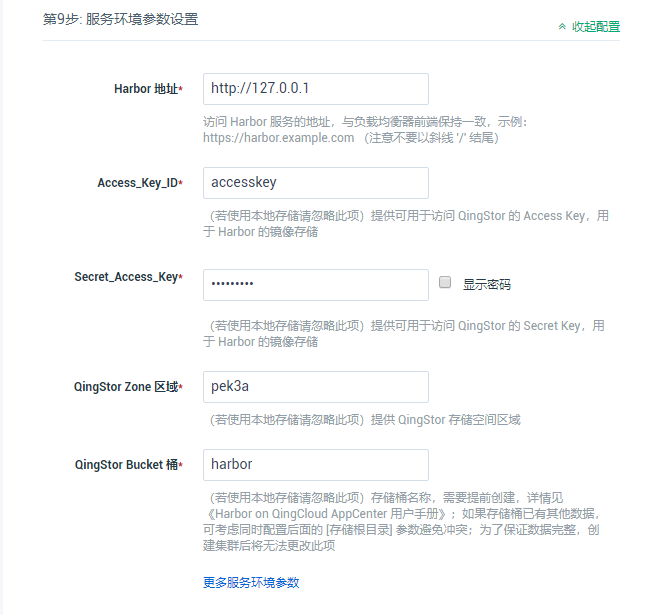 第9步: 服务环境参数设置
收起配置
Harbor 地址*
http://127.0.0.1
访问 Harbor 服务的地址，与负载均衡器前端保持一致，示例：
https://harbor.example.com （注意不要以斜线 '/' 结尾）
Access_Key_ID*
accesskey
（若使用本地存储请忽略此项）提供可用于访问 QingStor 的 Access Key，用
于 Harbor 的镜像存储
Secret_Access_Key*
•••••••••
显示密码
（若使用本地存储请忽略此项）提供可用于访问 QingStor 的 Secret Key，用
于 Harbor 的镜像存储
QingStor Zone 区域*
pek3a
（若使用本地存储请忽略此项）提供 QingStor 存储空间区域
QingStor Bucket 桶*
harbor
（若使用本地存储请忽略此项）存储桶名称，需要提前创建，详情见
《Harbor on QingCloud AppCenter 用户手册》；如果存储桶已有其他数据，
可考虑同时配置后面的 [存储根目录] 参数避免冲突；为了保证数据完整，创
建集群后将无法更改此项
更多服务环境参数